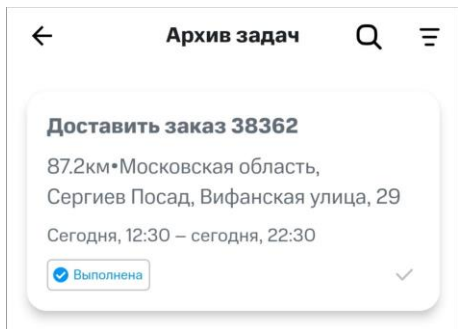 Архив задач
Доставить заказ 38362
87.2км•Московская область,
Сергиев Посад, Вифанская улица, 29
Сегодня, 12:30 – сегодня, 22:30
Выполнена